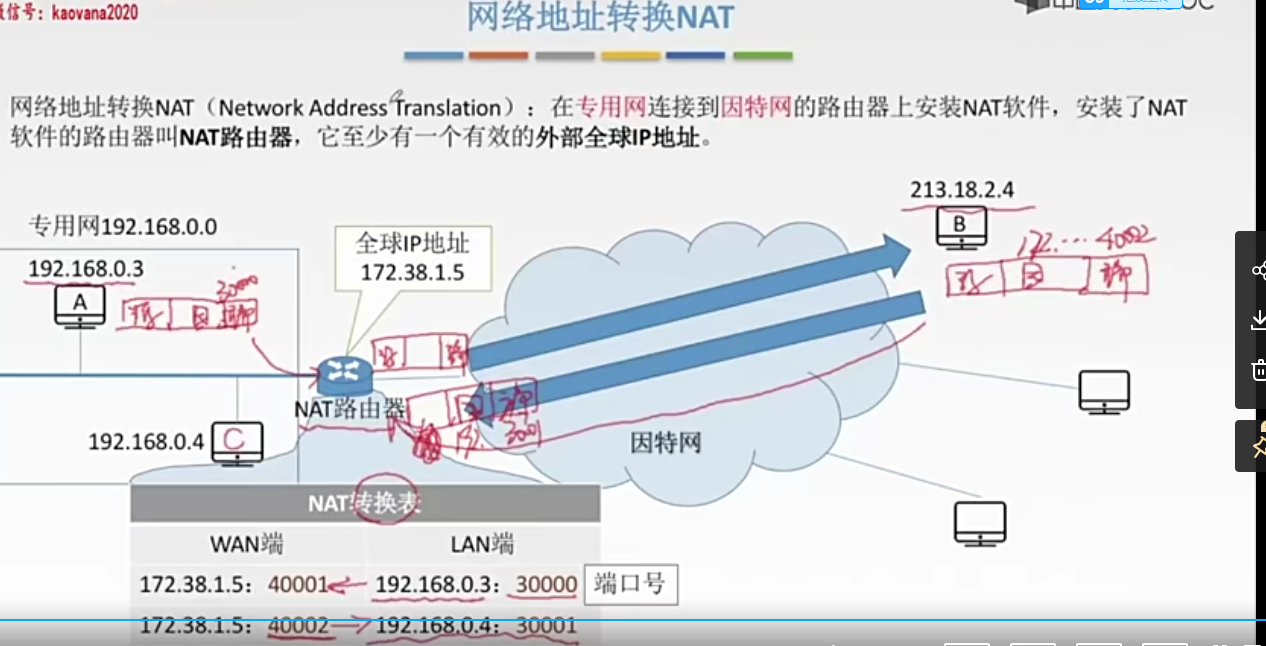 微信号：kaovana2020
网络地址转换NAT
网络地址转换NAT（Network Address Translation）：在专用网连接到因特网的路由器上安装NAT软件，安装了NAT
软件的路由器叫NAT路由器，它至少有一个有效的外部全球IP地址。
213.18.2.4
B
172....40002
专用网192.168.0.0
全球IP地址
172.38.1.5
192.168.0.3
A
30000
NAT路由器
192.168.0.4
C
30001
因特网
NAT转换表
WAN端
LAN端
172.38.1.5：40001
192.168.0.3：30000
端口号
172.38.1.5：40002
192.168.0.4：30001